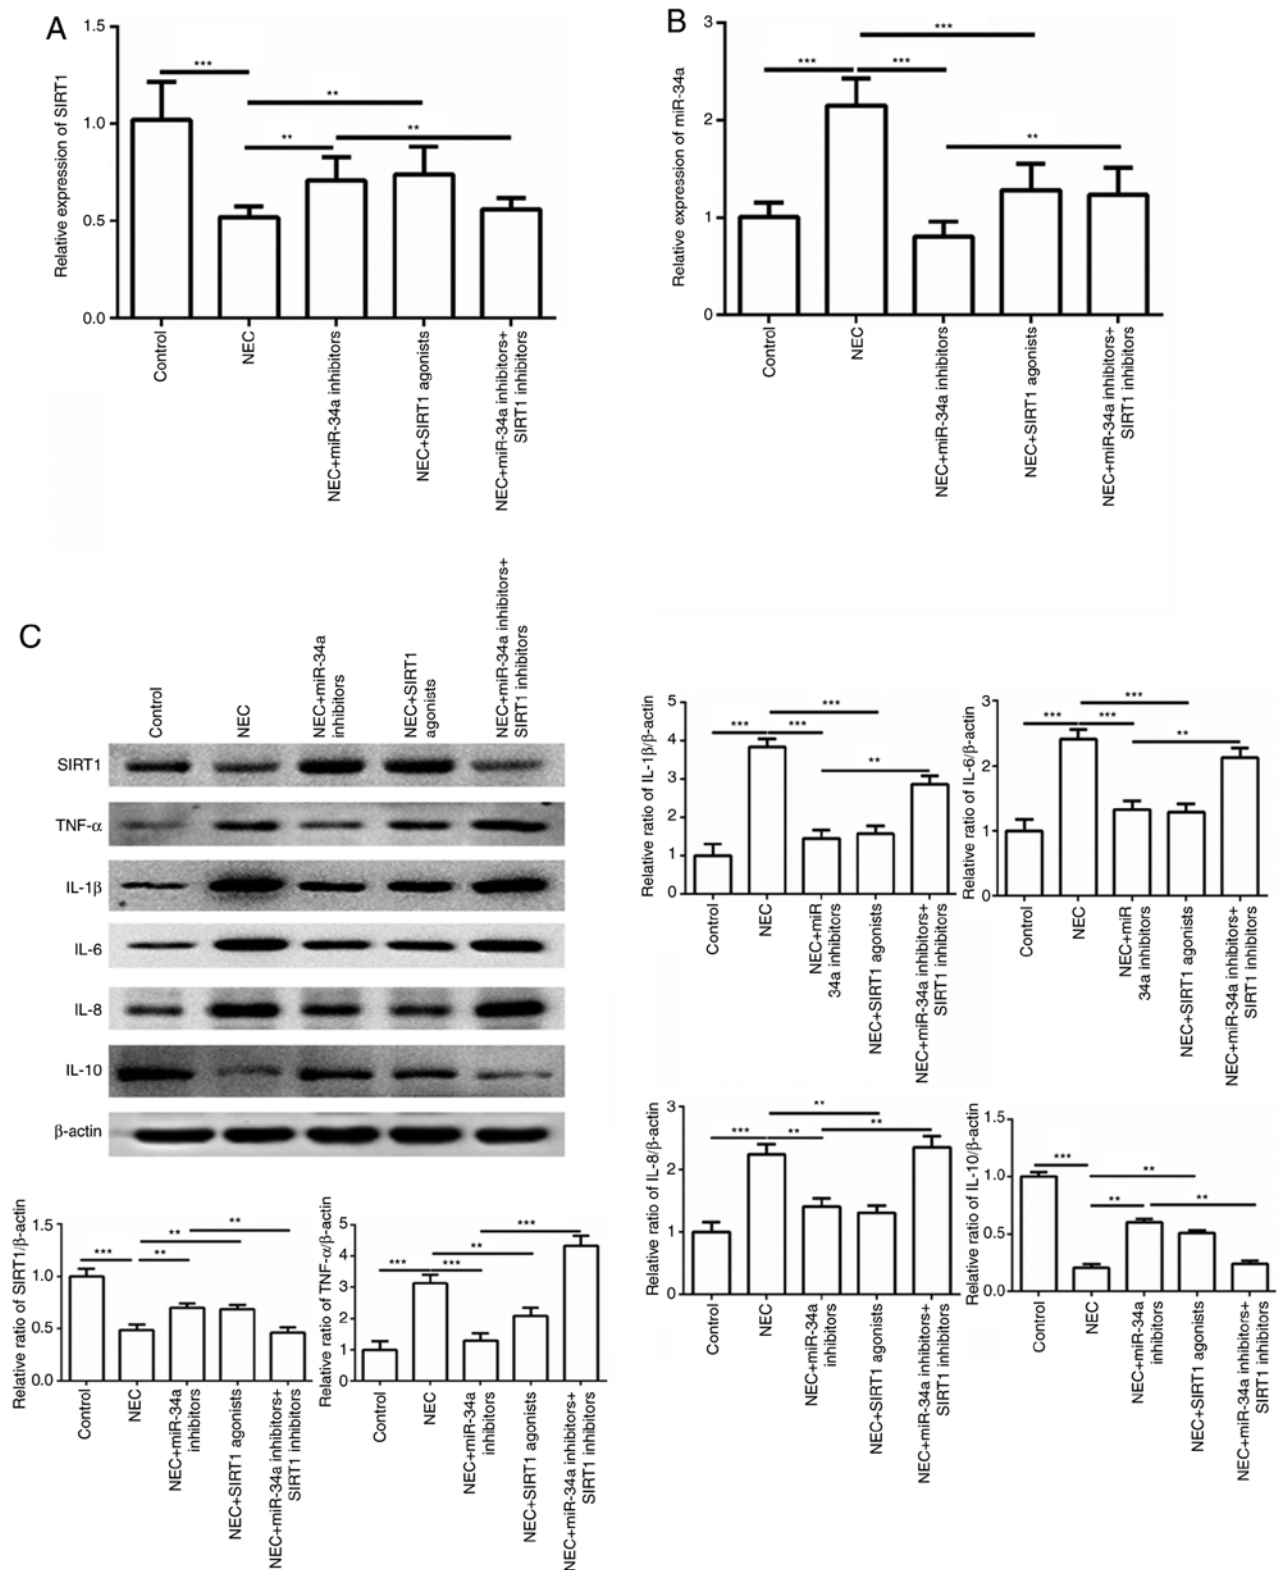 A
Relative expression of SIRT1
1.5
1.0
0.5
0.0
***
**
**
**
Control
NEC
NEC+miR-34a inhibitors
NEC+SIRT1 agonists
NEC+miR-34a inhibitors+
SIRT1 inhibitors
B
Relative expression of miR-34a
3
2
1
0
***
***
***
**
Control
NEC
NEC+miR-34a inhibitors
NEC+SIRT1 agonists
NEC+miR-34a inhibitors+
SIRT1 inhibitors
C
Control
NEC
NEC+miR-34a
inhibitors
NEC+SIRT1
agonists
NEC+miR-34a inhibitors+
SIRT1 inhibitors
SIRT1
TNF-α
IL-1β
IL-6
IL-8
IL-10
β-actin
Relative ratio of IL-1β/β-actin
5
4
3
2
1
0
***
***
***
**
Control
NEC
NEC+miR
34a inhibitors
NEC+SIRT1 agonists
NEC+miR-34a inhibitors+
SIRT1 inhibitors
Relative ratio of IL-6/β-actin
3
2
1
0
***
***
***
**
Control
NEC
NEC+miR
34a inhibitors
NEC+SIRT1 agonists
NEC+miR-34a inhibitors+
SIRT1 inhibitors
Relative ratio of IL-8/β-actin
3
2
1
0
**
***
**
**
Control
NEC
NEC+miR-34a
inhibitors
NEC+SIRT1 agonists
NEC+miR-34a inhibitors+
SIRT1 inhibitors
Relative ratio of IL-10/β-actin
1.5
1.0
0.5
0.0
***
**
**
**
Control
NEC
NEC+miR-34a
inhibitors
NEC+SIRT1 agonists
NEC+miR-34a inhibitors+
SIRT1 inhibitors
Relative ratio of SIRT1/β-actin
1.5
1.0
0.5
0.0
**
**
***
**
Control
NEC
NEC+miR-34a
inhibitors
NEC+SIRT1 agonists
NEC+miR-34a inhibitors+
SIRT1 inhibitors
Relative ratio of TNF-α/β-actin
5
4
3
2
1
0
***
**
***
***
Control
NEC
NEC+miR-34a
inhibitors
NEC+SIRT1 agonists
NEC+miR-34a inhibitors+
SIRT1 inhibitors